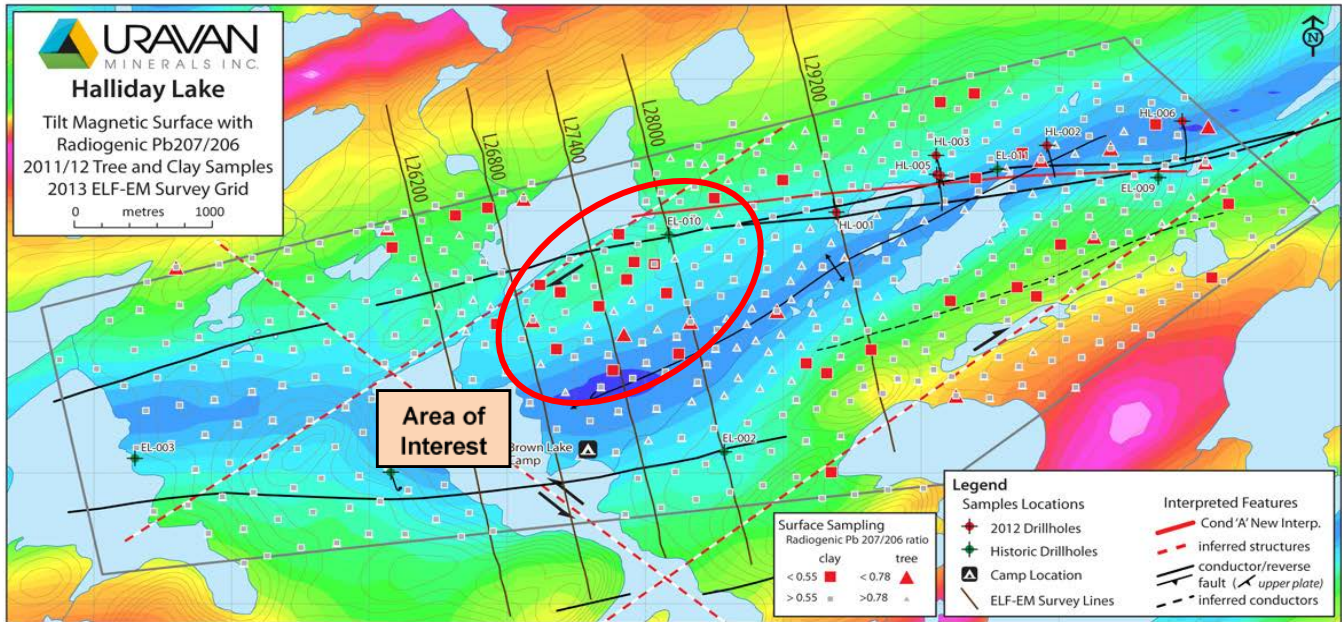 URAVAN
MINERALS INC.
Halliday Lake
Tilt Magnetic Surface with
Radiogenic Pb207/206
2011/12 Tree and Clay Samples
2013 ELF-EM Survey Grid
0 metres 1000
L26200
L26800
L27400
L28000
L29200
N
HL-006
HL-002
HL-003
EL-011
HL-005
EL-009
HL-001
EL-010
EL-003
EL-002
Area of
Interest
Brown Lake
Camp
Surface Sampling
Radiogenic Pb 207/206 ratio
clay tree
< 0.55 < 0.78
> 0.55 >0.78
Legend
Samples Locations
2012 Drillholes
Historic Drillholes
Camp Location
ELF-EM Survey Lines
Interpreted Features
Cond 'A' New Interp.
inferred structures
conductor/reverse
fault ( upper plate)
inferred conductors